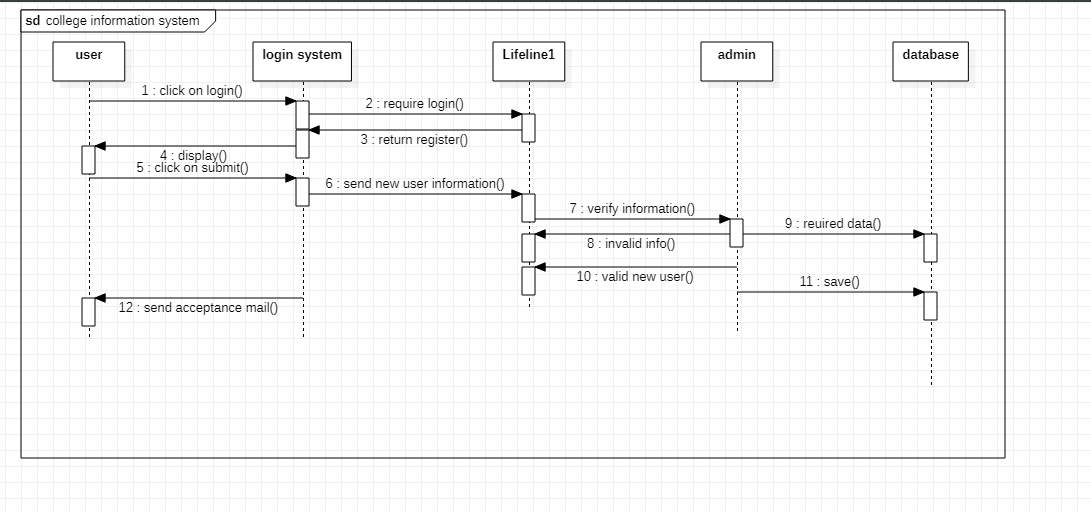 sd college information system
user
login system
Lifeline1
admin
database
1 : click on login()
2 : require login()
3 : return register()
4 : display()
5 : click on submit()
6 : send new user information()
7 : verify information()
8 : invalid info()
9 : reuired data()
10 : valid new user()
11 : save()
12 : send acceptance mail()